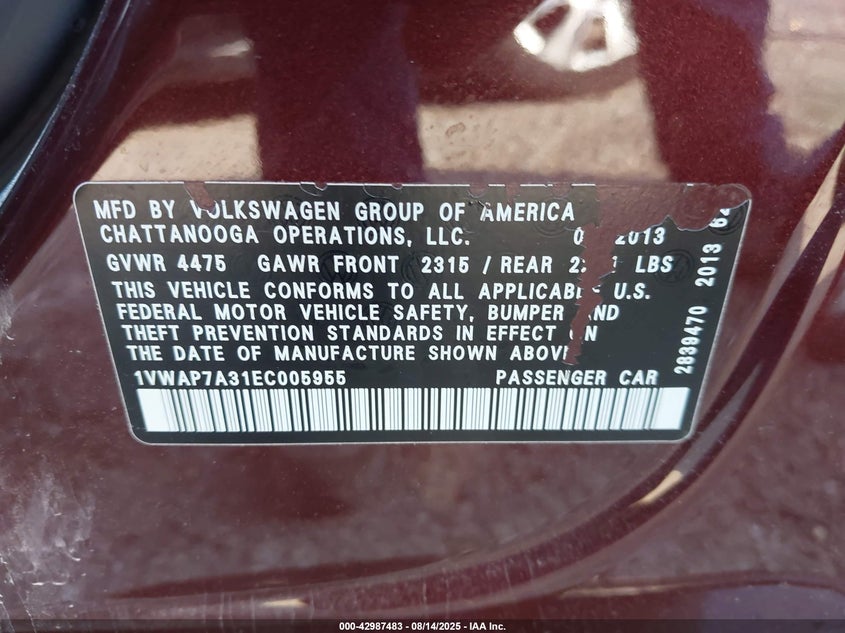 MFD BY VOLKSWAGEN GROUP OF AMERICA
CHATTANOOGA OPERATIONS, LLC. 2013
GVWR 4475 GAWR FRONT 2315 / REAR LBS
THIS VEHICLE CONFORMS TO ALL APPLICABLE U.S.
FEDERAL MOTOR VEHICLE SAFETY, BUMPER AND
THEFT PREVENTION STANDARDS IN EFFECT ON
THE DATE OF MANUFACTURE SHOWN ABOVE
1VWAP7A31EC005955 PASSENGER CAR
2839470 2013
000-42987483 - 08/14/2025 - IAA Inc.